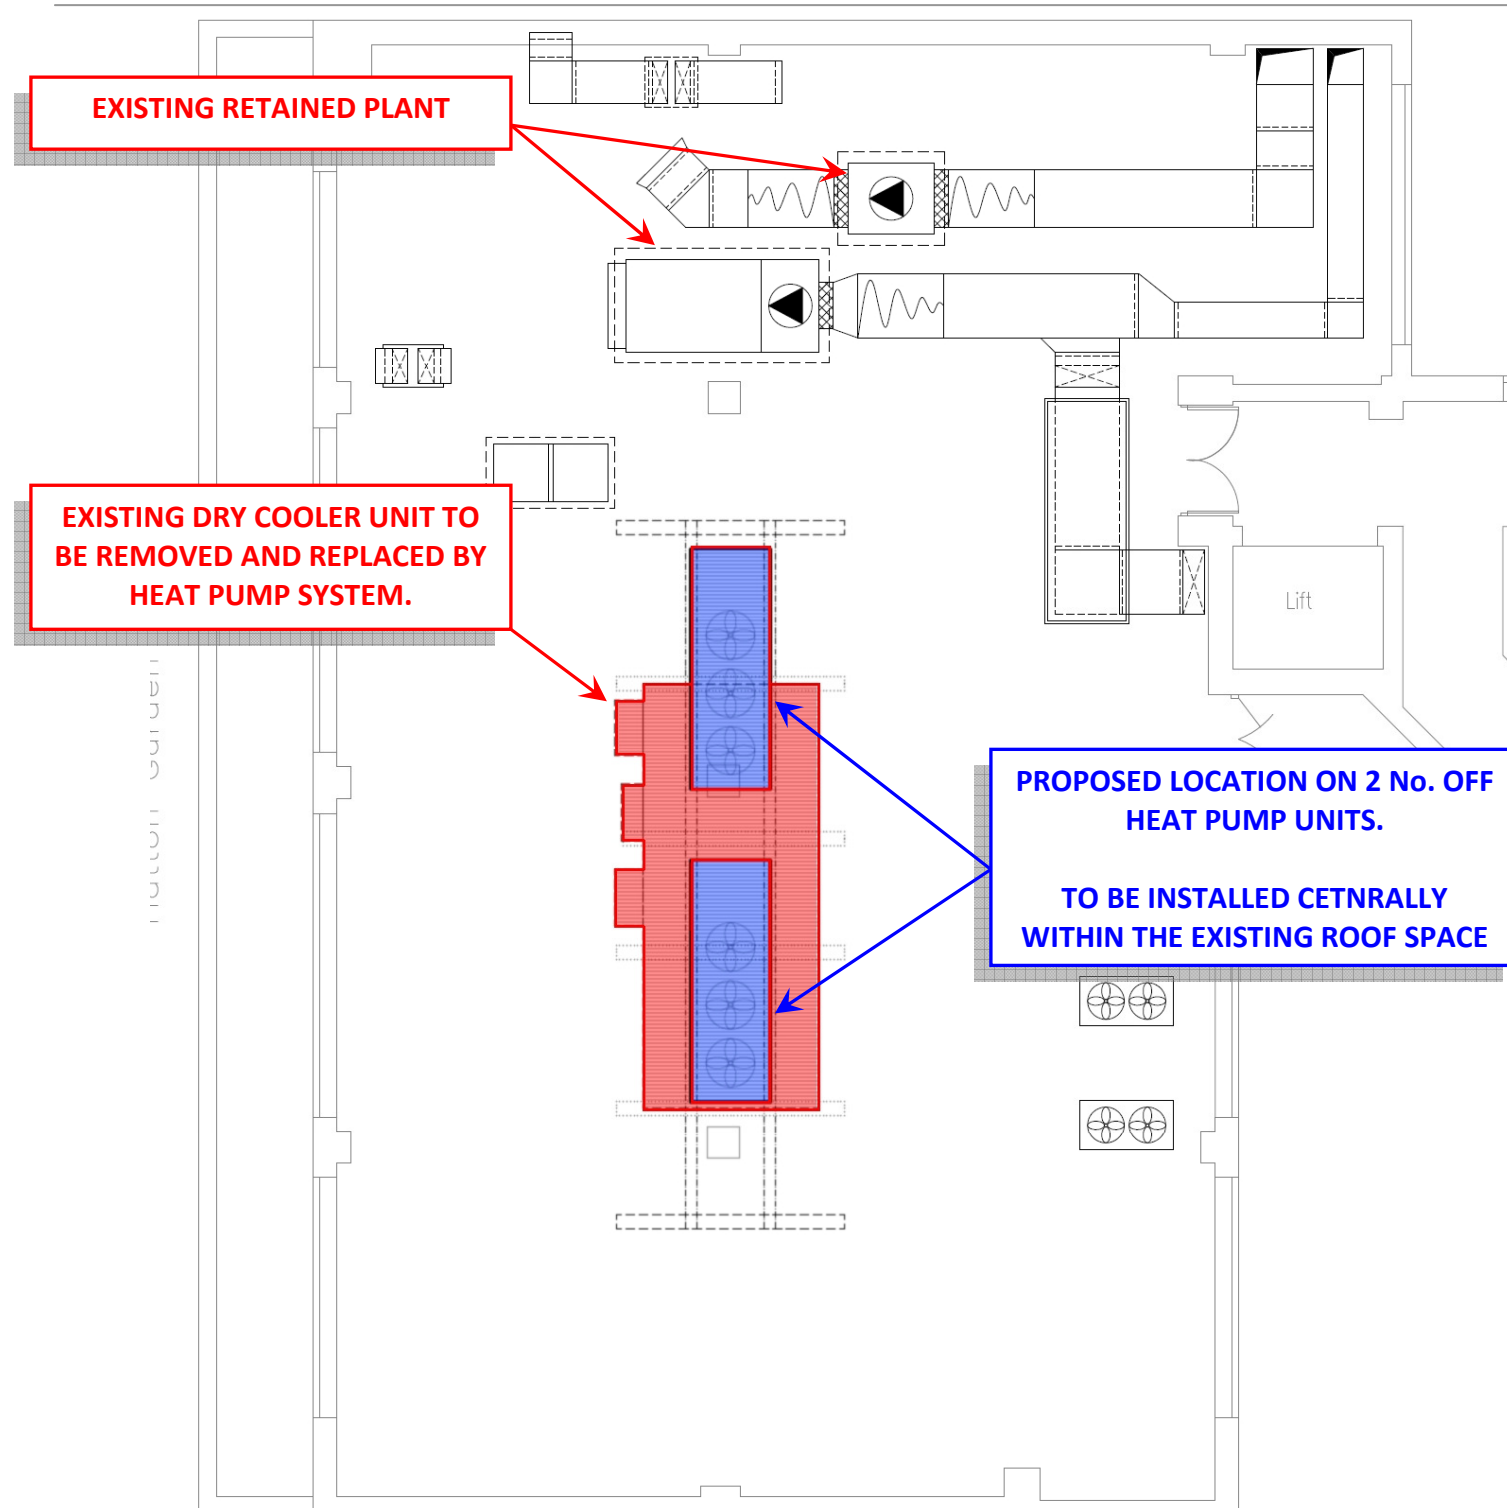 EXISTING RETAINED PLANT
EXISTING DRY COOLER UNIT TO
BE REMOVED AND REPLACED BY
HEAT PUMP SYSTEM.
Lift
PROPOSED LOCATION ON 2 No. OFF
HEAT PUMP UNITS.
TO BE INSTALLED CETNRALLY
WITHIN THE EXISTING ROOF SPACE